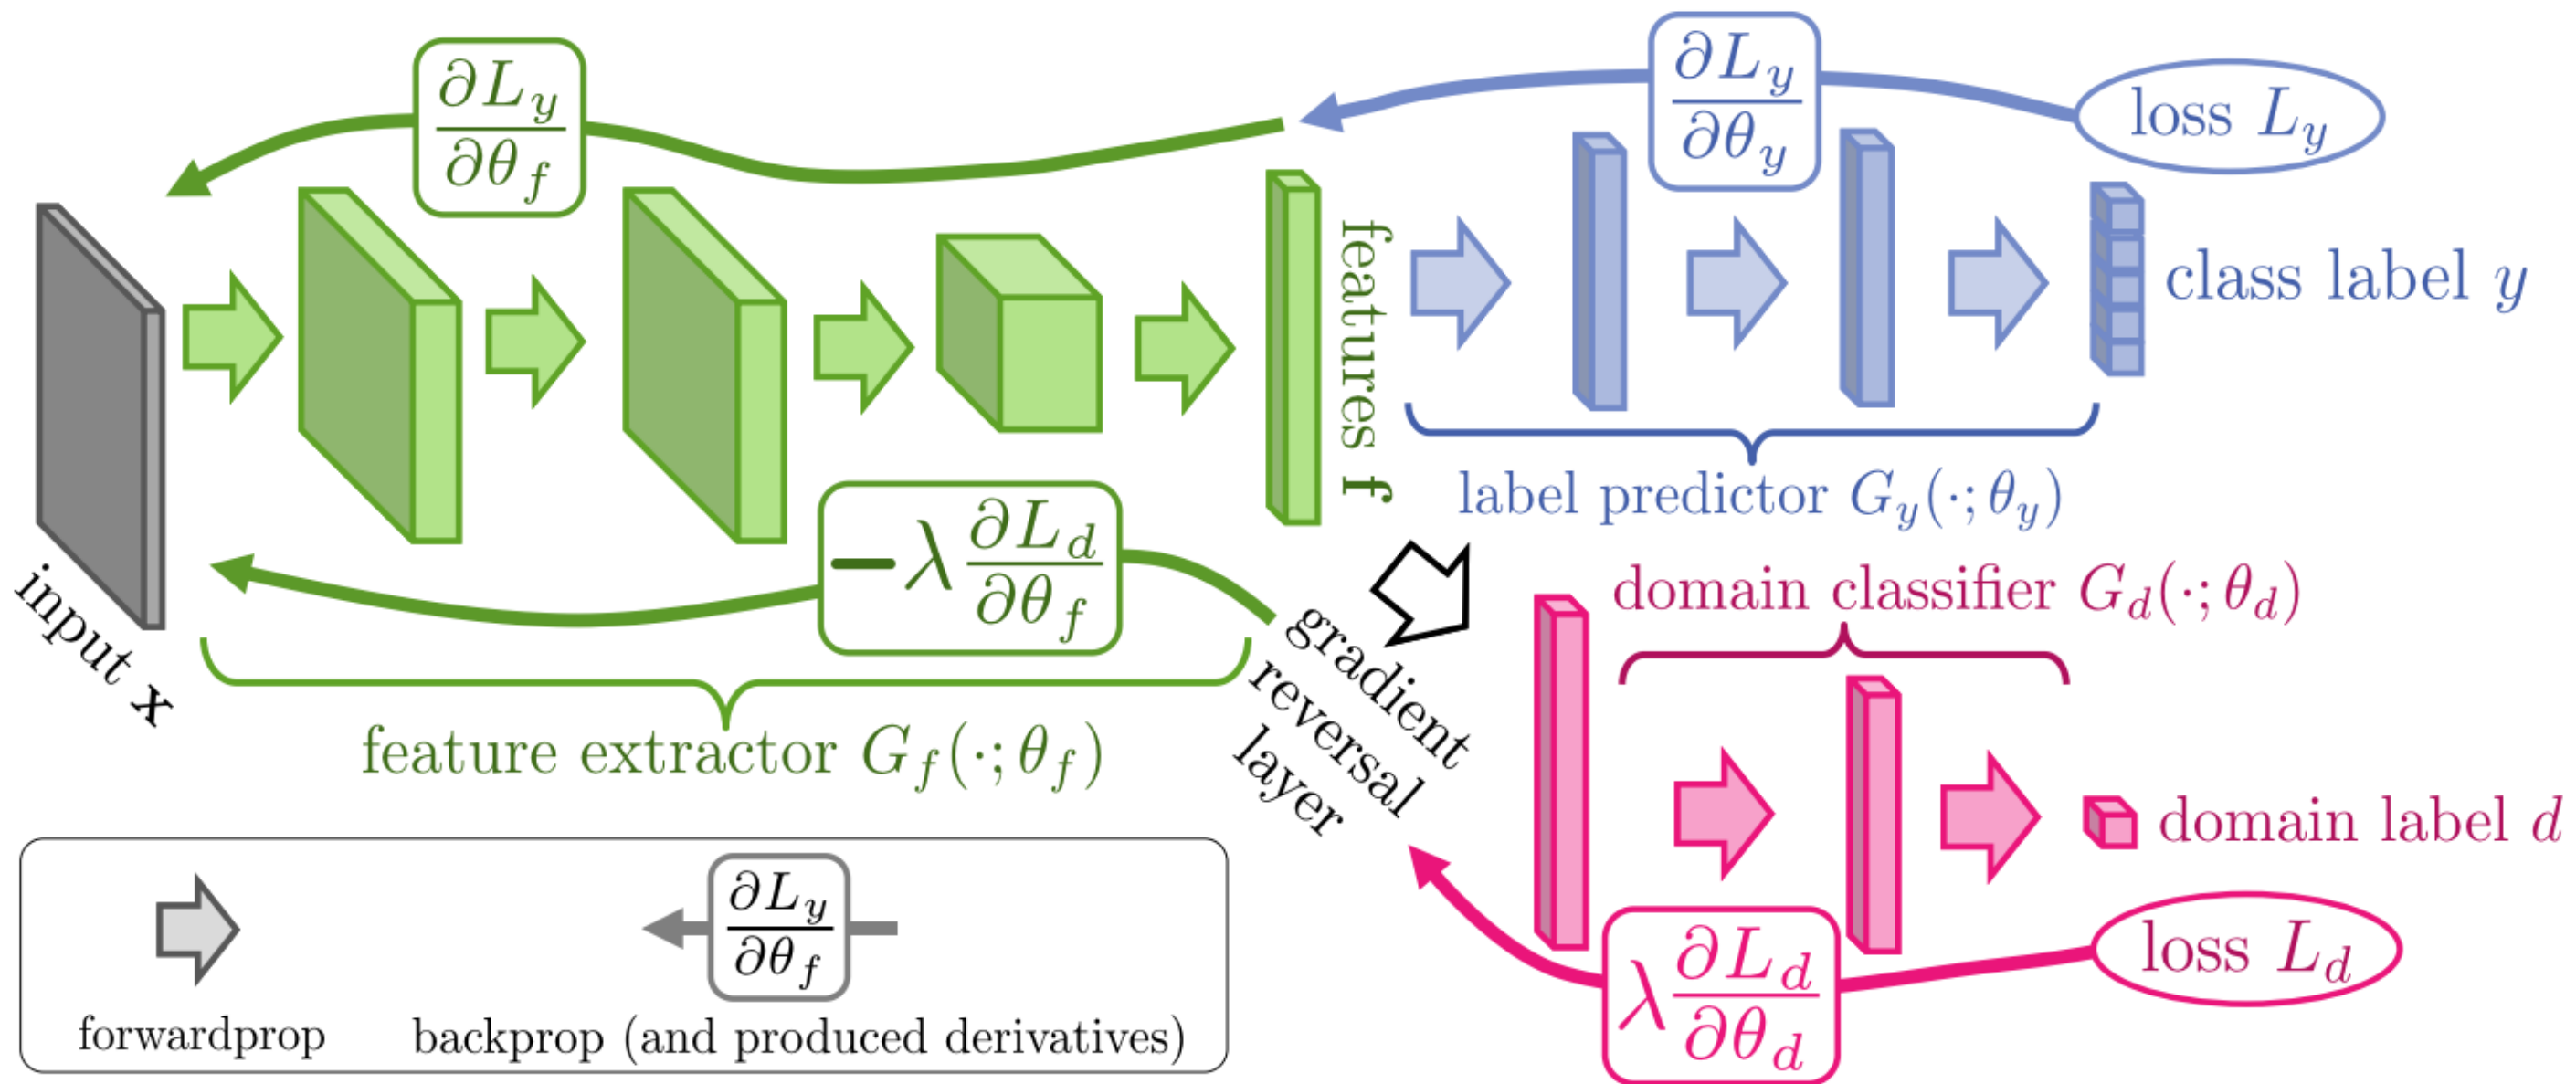 ∂L_y
∂θ_f
∂L_y
∂θ_y
loss L_y
features f
class label y
label predictor G_y(·; θ_y)
input x
−λ ∂L_d
∂θ_f
feature extractor G_f(·; θ_f)
gradient
reversal
layer
domain classifier G_d(·; θ_d)
domain label d
loss L_d
λ ∂L_d
∂θ_d
∂L_y
∂θ_f
forwardprop
backprop (and produced derivatives)